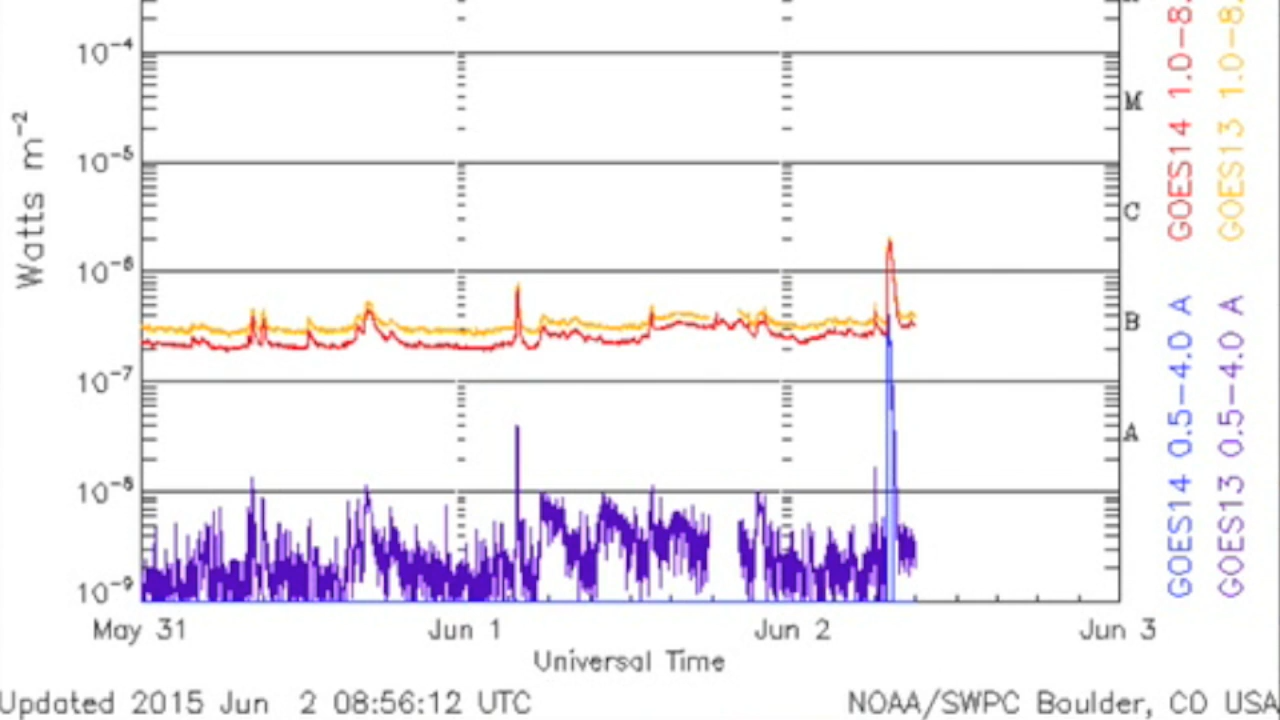 10-4
10-5
10-6
10-7
10-8
10-9
Watts m-2
M
C
B
A
May 31 Jun 1 Jun 2 Jun 3
Universal Time
Updated 2015 Jun 2 08:56:12 UTC
NOAA/SWPC Boulder, CO USA
GOES14 0.5-4.0 A
GOES14 1.0-8.
GOES13 0.5-4.0 A
GOES13 1.0-8.